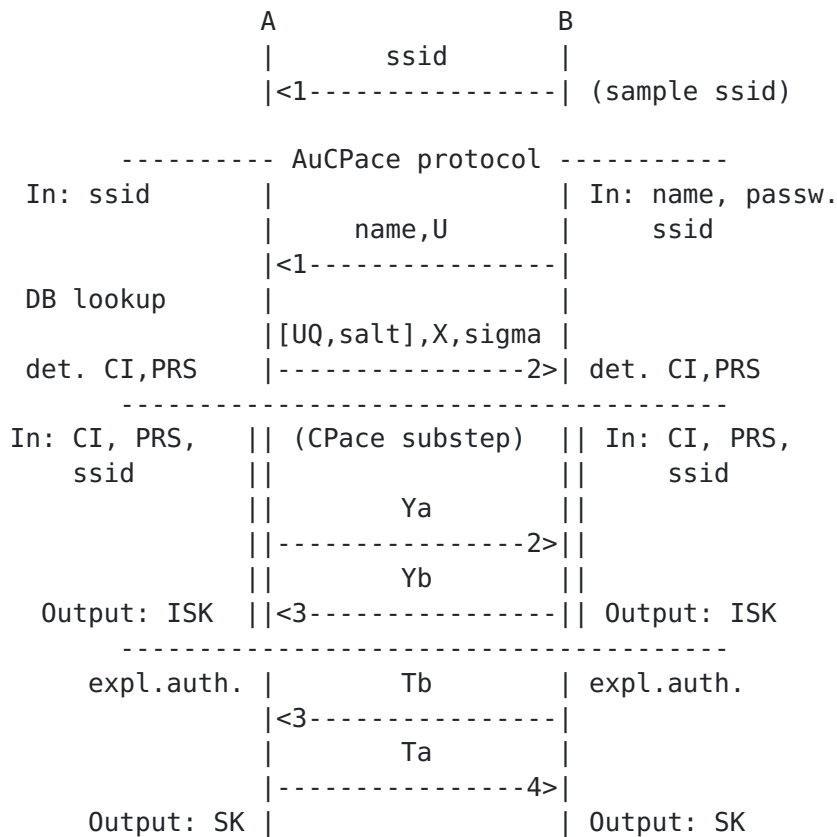 A                  B
                |       ssid       |
                |<1----------------| (sample ssid)

       ---------- AuCPace protocol -----------
 In: ssid       |                  | In: name, passw.
                |     name,U       |     ssid
                |<1----------------|
 DB lookup      |                  |
                |[UQ,salt],X,sigma |
 det. CI,PRS    |----------------2>| det. CI,PRS
       ---------------------------------------
In: CI, PRS,   || (CPace substep)  || In: CI, PRS,
    ssid       ||                  ||    ssid
               ||        Ya        ||
               ||----------------2>||
               ||        Yb        ||
  Output: ISK  ||<3----------------|| Output: ISK
       ---------------------------------------
     expl.auth. |        Tb        | expl.auth.
                |<3----------------|
                |        Ta        |
                |----------------4>|
     Output: SK |                  | Output: SK